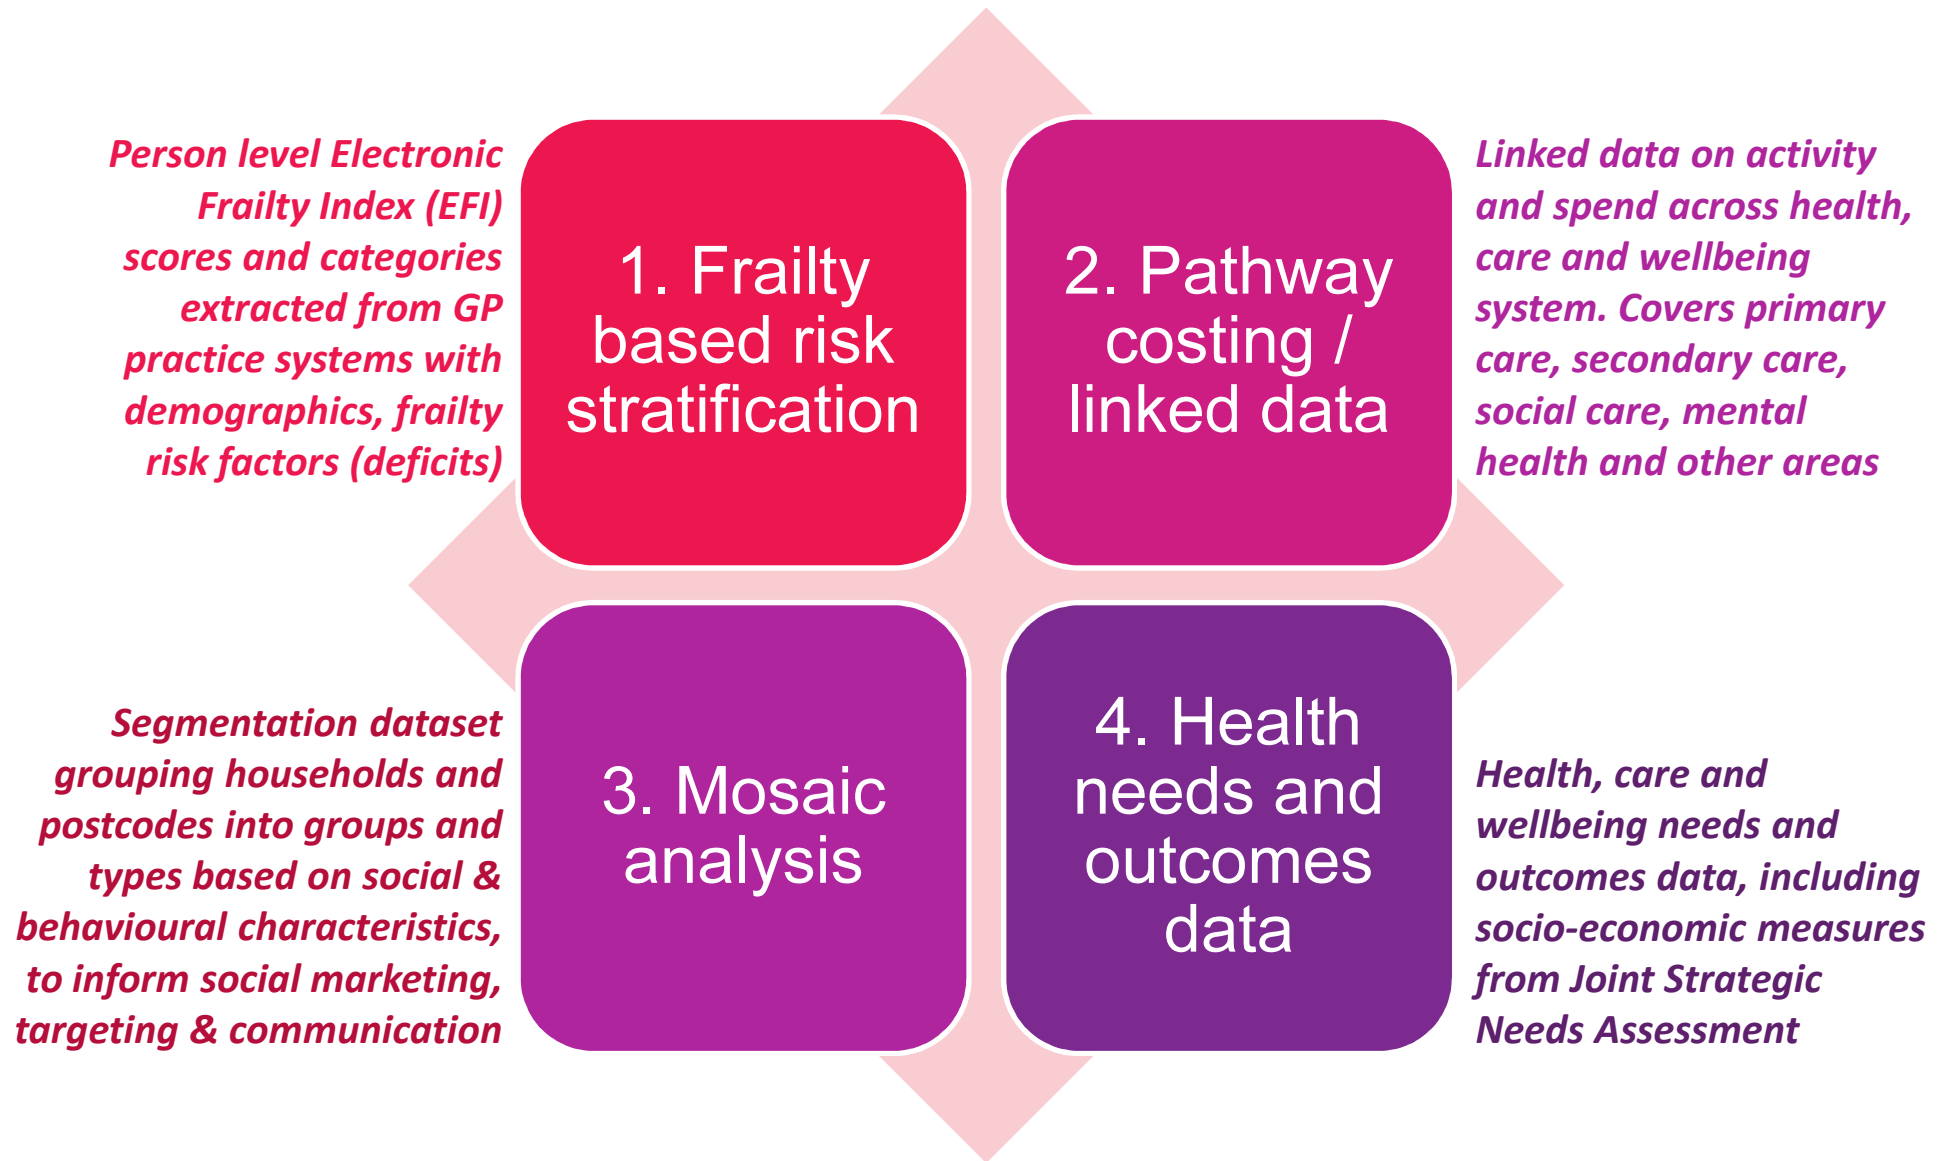 Person level Electronic
Frailty Index (EFI)
scores and categories
extracted from GP
practice systems with
demographics, frailty
risk factors (deficits)
1. Frailty
based risk
stratification
2. Pathway
costing /
linked data
Linked data on activity
and spend across health,
care and wellbeing
system. Covers primary
care, secondary care,
social care, mental
health and other areas
Segmentation dataset
grouping households and
postcodes into groups and
types based on social &
behavioural characteristics,
to inform social marketing,
targeting & communication
3. Mosaic
analysis
4. Health
needs and
outcomes
data
Health, care and
wellbeing needs and
outcomes data, including
socio-economic measures
from Joint Strategic
Needs Assessment